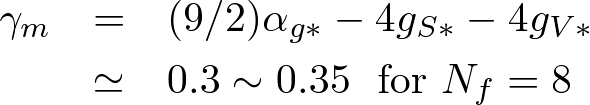 γ_m = (9/2)α_{g*} − 4g_{S*} − 4g_{V*}
≃ 0.3 ∼ 0.35 for N_f = 8